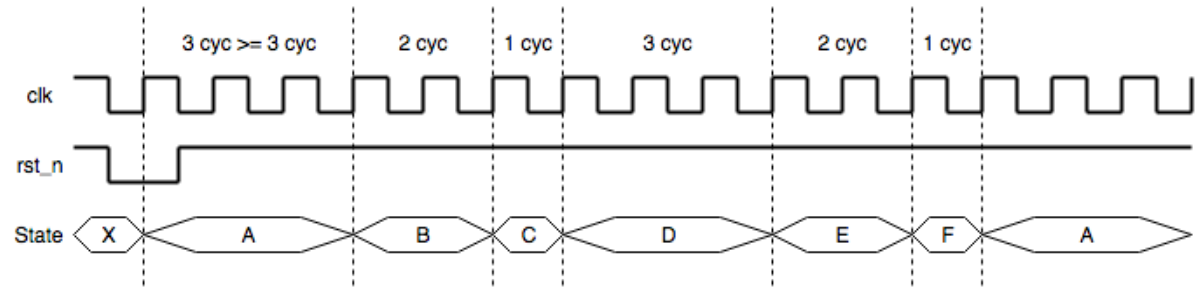 3 cyc >= 3 cyc 2 cyc 1 cyc 3 cyc 2 cyc 1 cyc
clk
rst_n
State X A B C D E F A